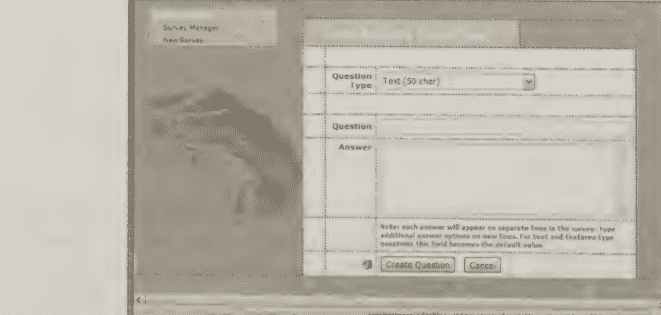 Survey Manager
New Survey
Question Type
Text (50 char)
Question
Answer
Note: each answer will appear on separate lines in the survey. type
additional answer options on new lines. For text and textarea type
questions this field becomes the default value.
Create Question
Cancel